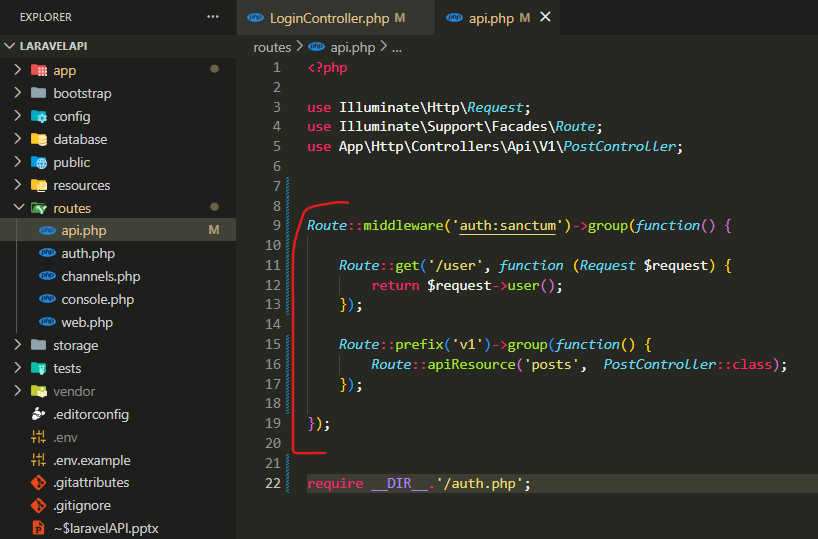 EXPLORER
LARAVELAPI
app
bootstrap
config
database
public
resources
routes
api.php M
auth.php
channels.php
console.php
web.php
storage
tests
vendor
.editorconfig
.env
.env.example
.gitattributes
.gitignore
~$laravelAPI.pptx
LoginController.php M
api.php M
routes > api.php > ...
1 <?php
2
3 use Illuminate\Http\Request;
4 use Illuminate\Support\Facades\Route;
5 use App\Http\Controllers\Api\V1\PostController;
6
7
8
9 Route::middleware('auth:sanctum')->group(function() {
10
11 Route::get('/user', function (Request $request) {
12 return $request->user();
13 });
14
15 Route::prefix('v1')->group(function() {
16 Route::apiResource('posts', PostController::class);
17 });
18
19 });
20
21
22 require __DIR__.'/auth.php';